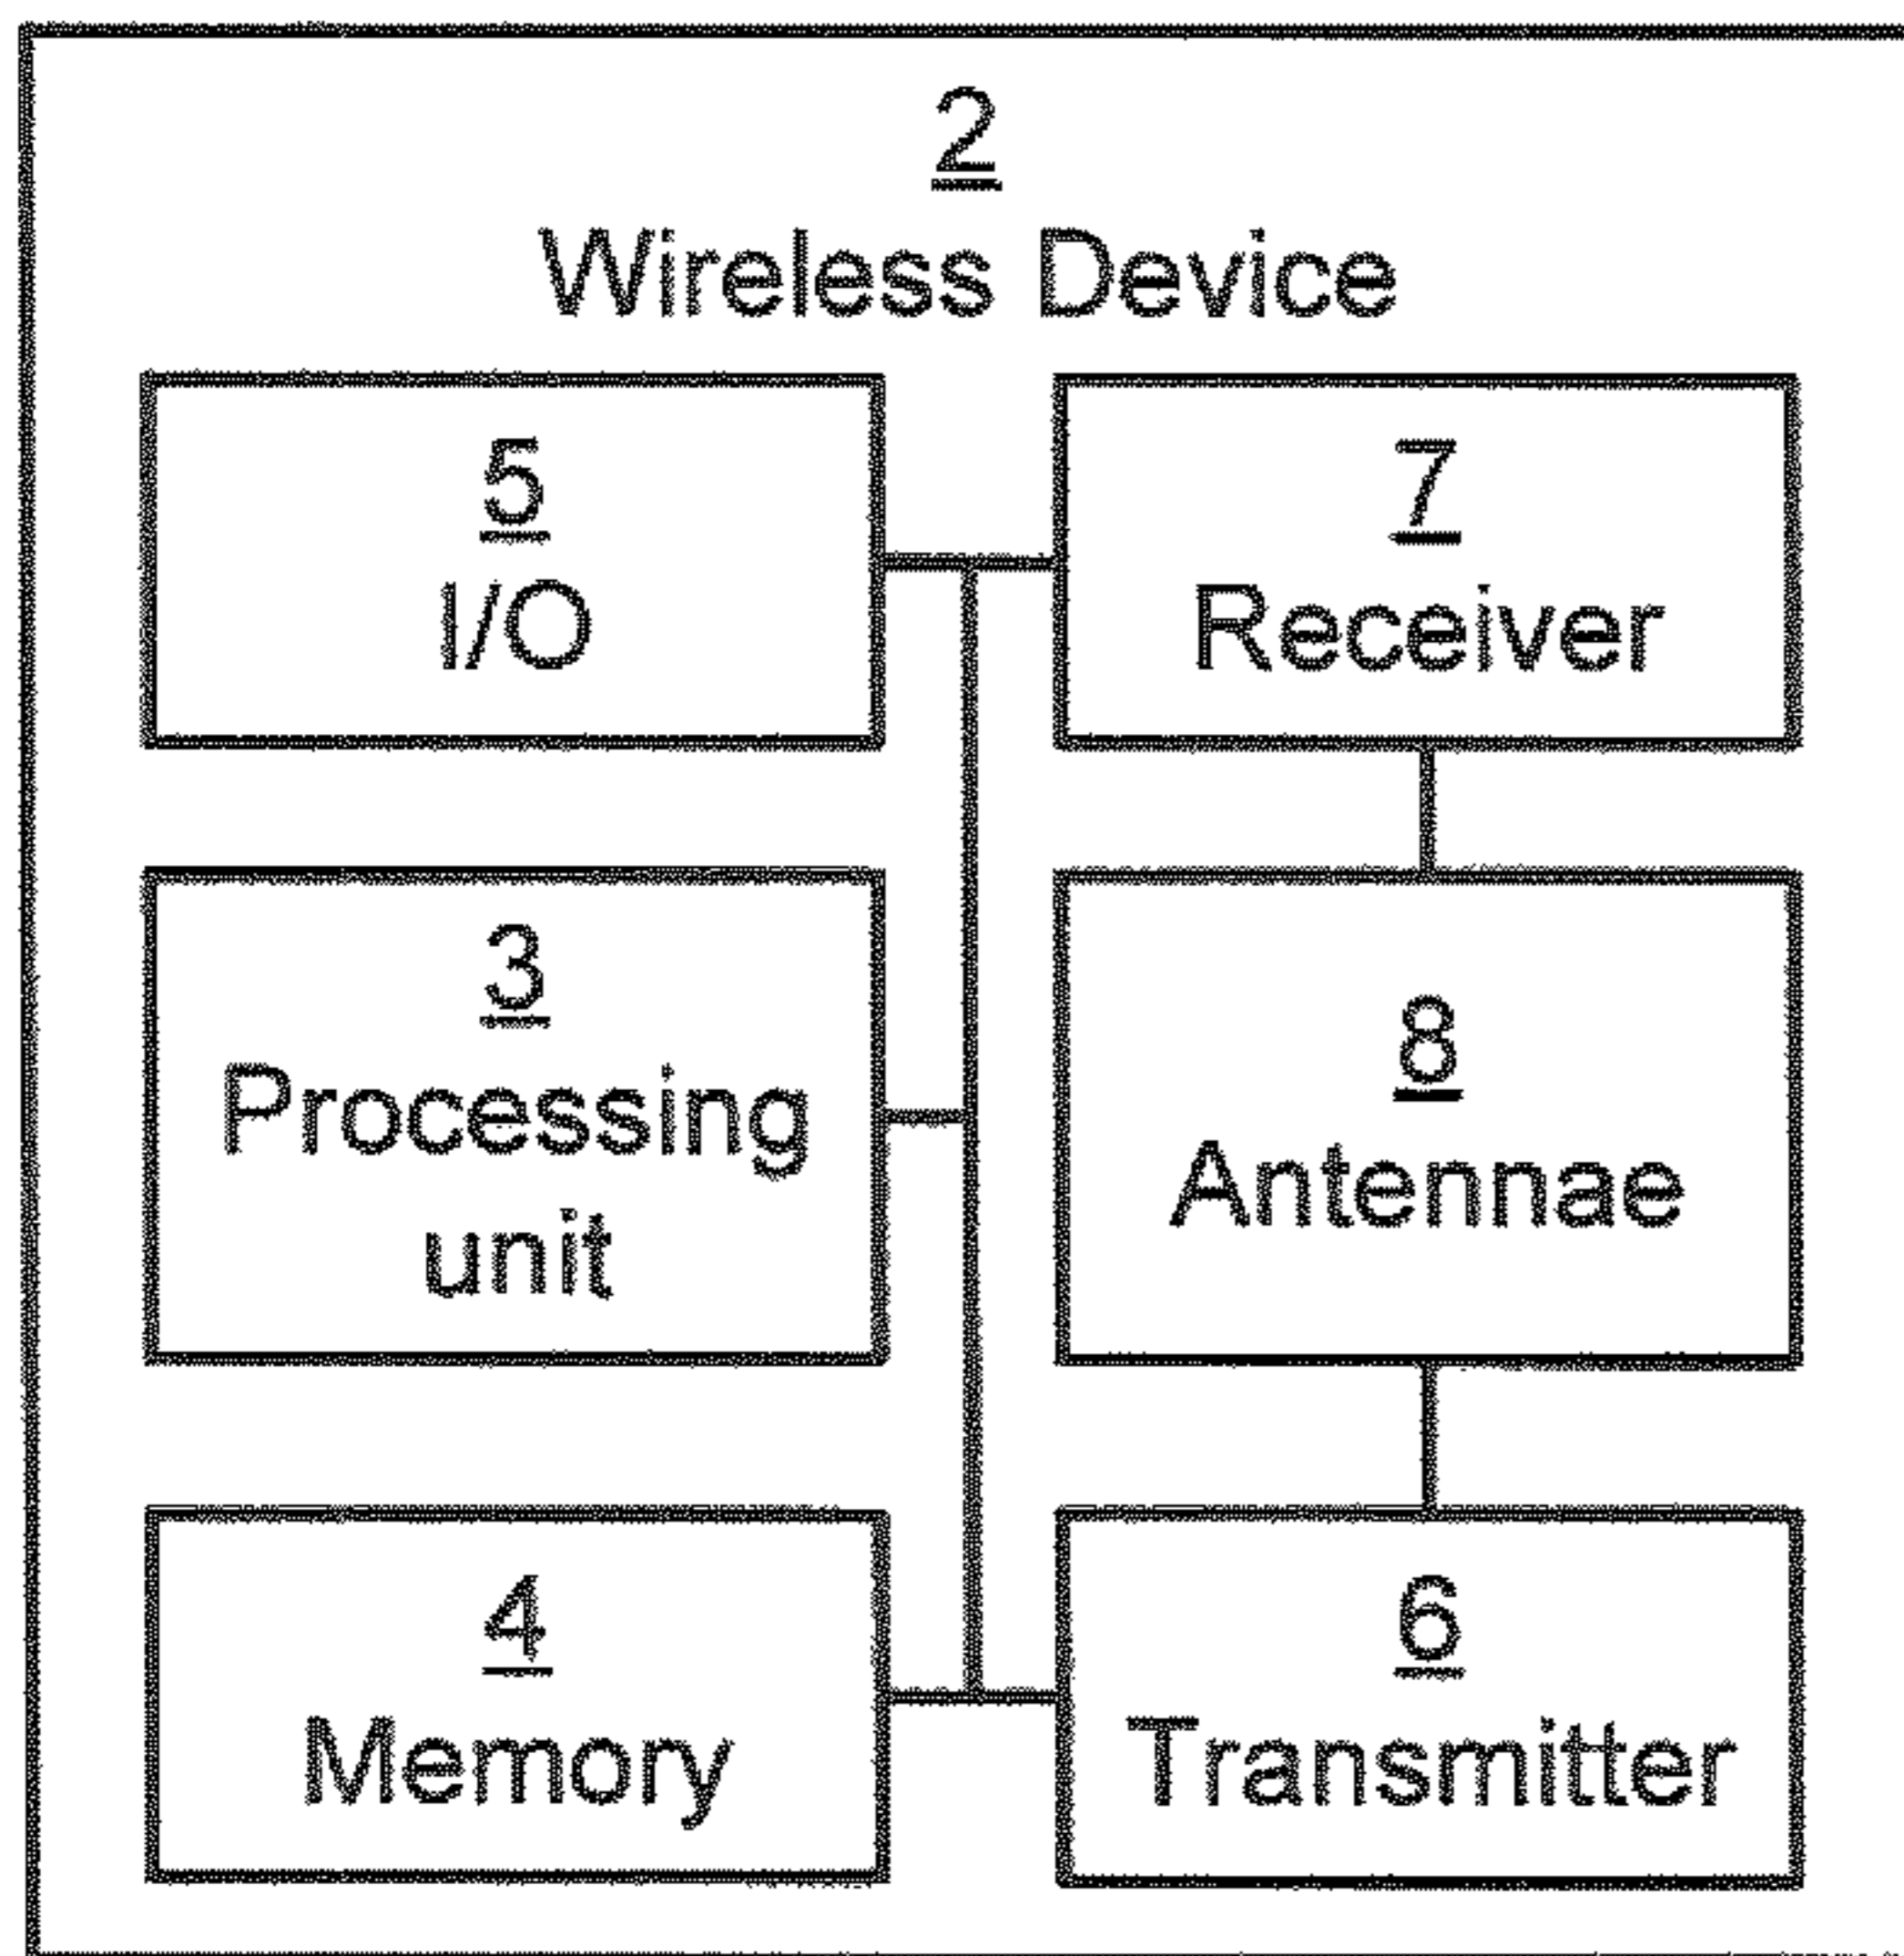 2
Wireless Device
5
I/O
7
Receiver
3
Processing
unit
8
Antennae
4
Memory
6
Transmitter